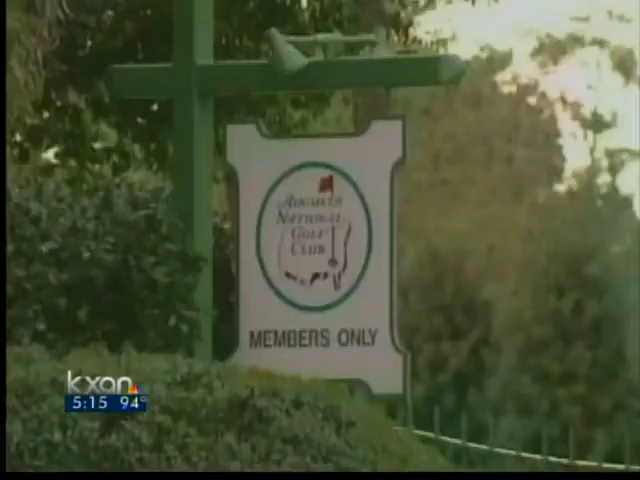 Augusta
National
Golf
Club
MEMBERS ONLY
kxan
5:15 94°